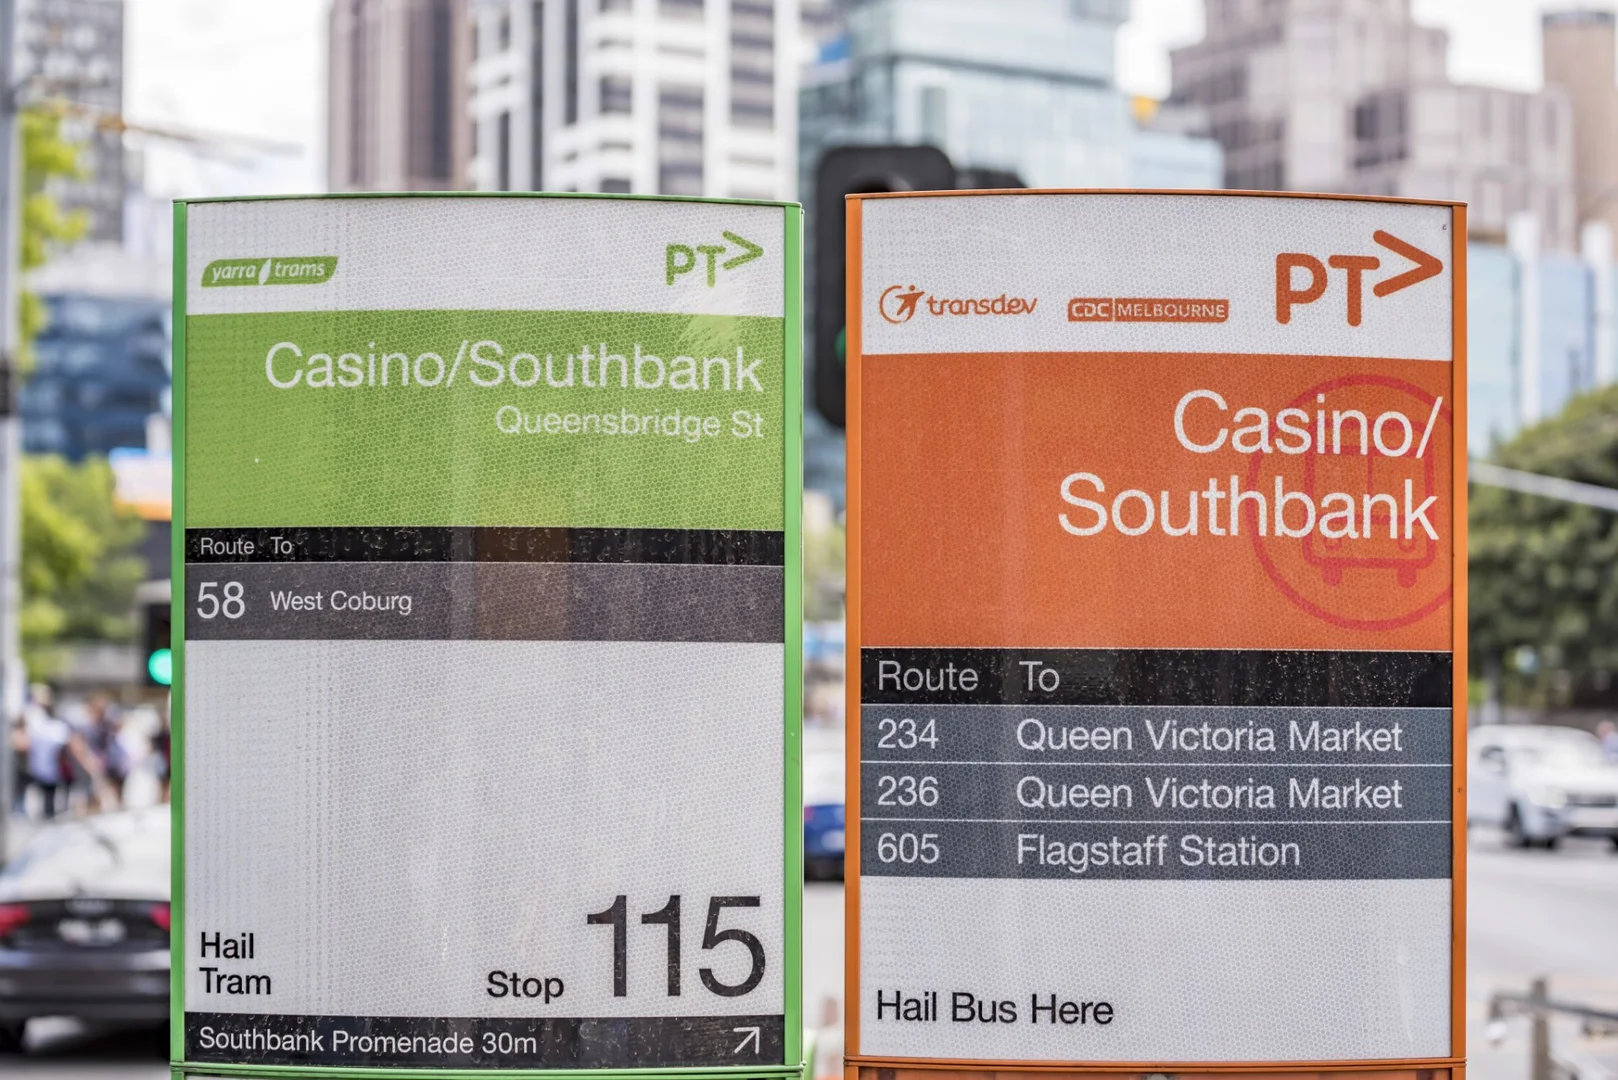 yarra trams
PT>
Casino/Southbank
Queensbridge St
Route To
58 West Coburg
Hail
Tram
Stop 115
Southbank Promenade 30m
transdev
CDC MELBOURNE
PT>
Casino/
Southbank
Route To
234 Queen Victoria Market
236 Queen Victoria Market
605 Flagstaff Station
Hail Bus Here